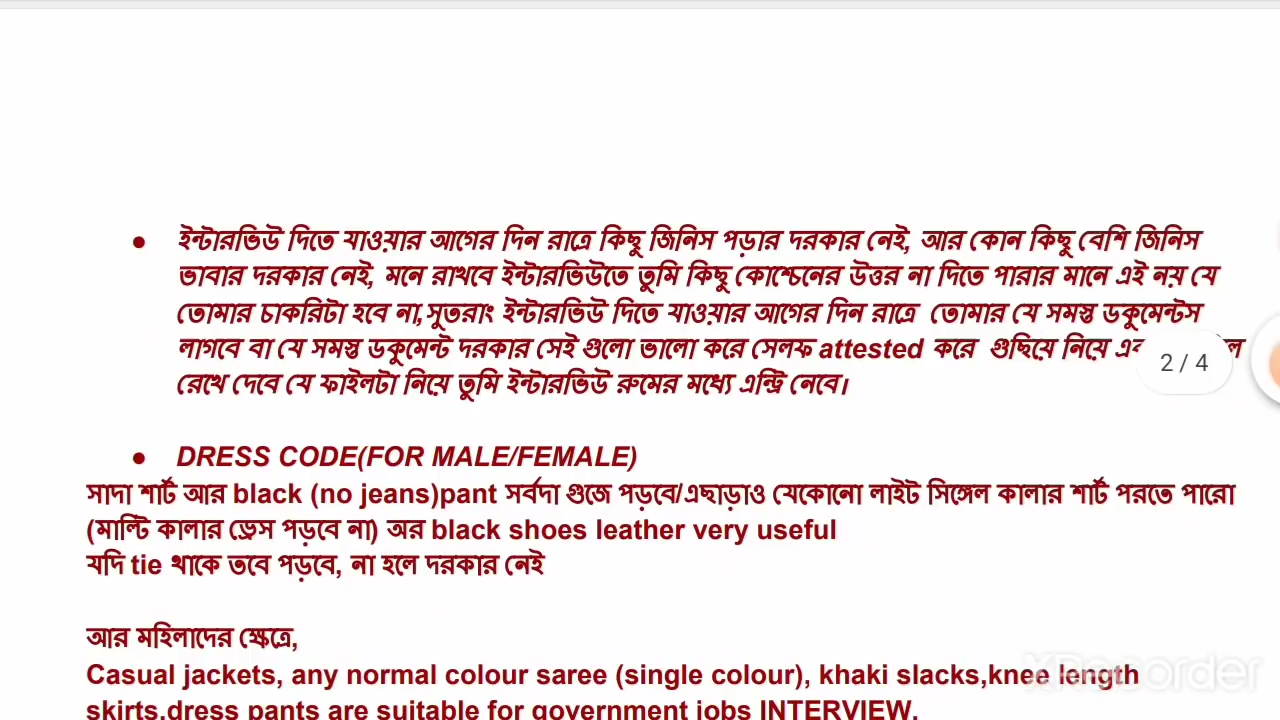 ইন্টারভিউ দিতে যাওয়ার আগের দিন রাত্রে কিছু জিনিস পড়ার দরকার নেই, আর কোন কিছু বেশি জিনিস
ভাবার দরকার নেই, মনে রাখবে ইন্টারভিউতে তুমি কিছু কোশ্চেনের উত্তর না দিতে পারার মানে এই নয় যে
তোমার চাকরিটা হবে না,সুতরাং ইন্টারভিউ দিতে যাওয়ার আগের দিন রাত্রে তোমার যে সমস্ত ডকুমেন্টস
লাগবে বা যে সমস্ত ডকুমেন্ট দরকার সেই গুলো ভালো করে সেলফ attested করে গুছিয়ে নিয়ে
2 / 4
রেখে দেবে যে ফাইলটা নিয়ে তুমি ইন্টারভিউ রুমের মধ্যে এন্ট্রি নেবে।
DRESS CODE(FOR MALE/FEMALE)
সাদা শার্ট আর black (no jeans)pant সর্বদা গুজে পড়বে/এছাড়াও যেকোনো লাইট সিঙ্গেল কালার শার্ট পরতে পারো
(মাল্টি কালার ড্রেস পড়বে না) অর black shoes leather very useful
যদি tie থাকে তবে পড়বে, না হলে দরকার নেই
আর মহিলাদের ক্ষেত্রে,
Casual jackets, any normal colour saree (single colour), khaki slacks,knee length
skirts,dress pants are suitable for government jobs INTERVIEW.
XRecorder